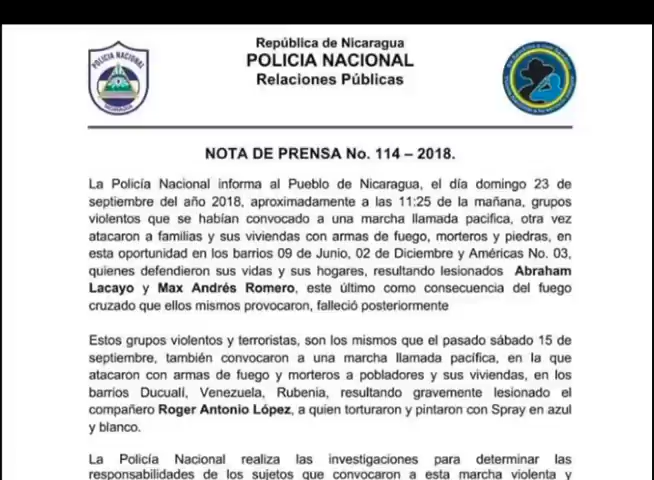 República de Nicaragua
POLICIA NACIONAL
Relaciones Públicas
POLICIA NACIONAL
NICARAGUA
NOTA DE PRENSA No. 114 – 2018.
La Policía Nacional informa al Pueblo de Nicaragua, el día domingo 23 de
septiembre del año 2018, aproximadamente a las 11:25 de la mañana, grupos
violentos que se habían convocado a una marcha llamada pacifica, otra vez
atacaron a familias y sus viviendas con armas de fuego, morteros y piedras, en
esta oportunidad en los barrios 09 de Junio, 02 de Diciembre y Américas No. 03,
quienes defendieron sus vidas y sus hogares, resultando lesionados Abraham
Lacayo y Max Andrés Romero, este último como consecuencia del fuego
cruzado que ellos mismos provocaron, falleció posteriormente
Estos grupos violentos y terroristas, son los mismos que el pasado sábado 15 de
septiembre, también convocaron a una marcha llamada pacífica, en la que
atacaron con armas de fuego y morteros a pobladores y sus viviendas, en los
barrios Ducualí, Venezuela, Rubenia, resultando gravemente lesionado el
compañero Roger Antonio López, a quien torturaron y pintaron con Spray en azul
y blanco.
La Policía Nacional realiza las investigaciones para determinar las
responsabilidades de los sujetos que convocaron a esta marcha violenta y